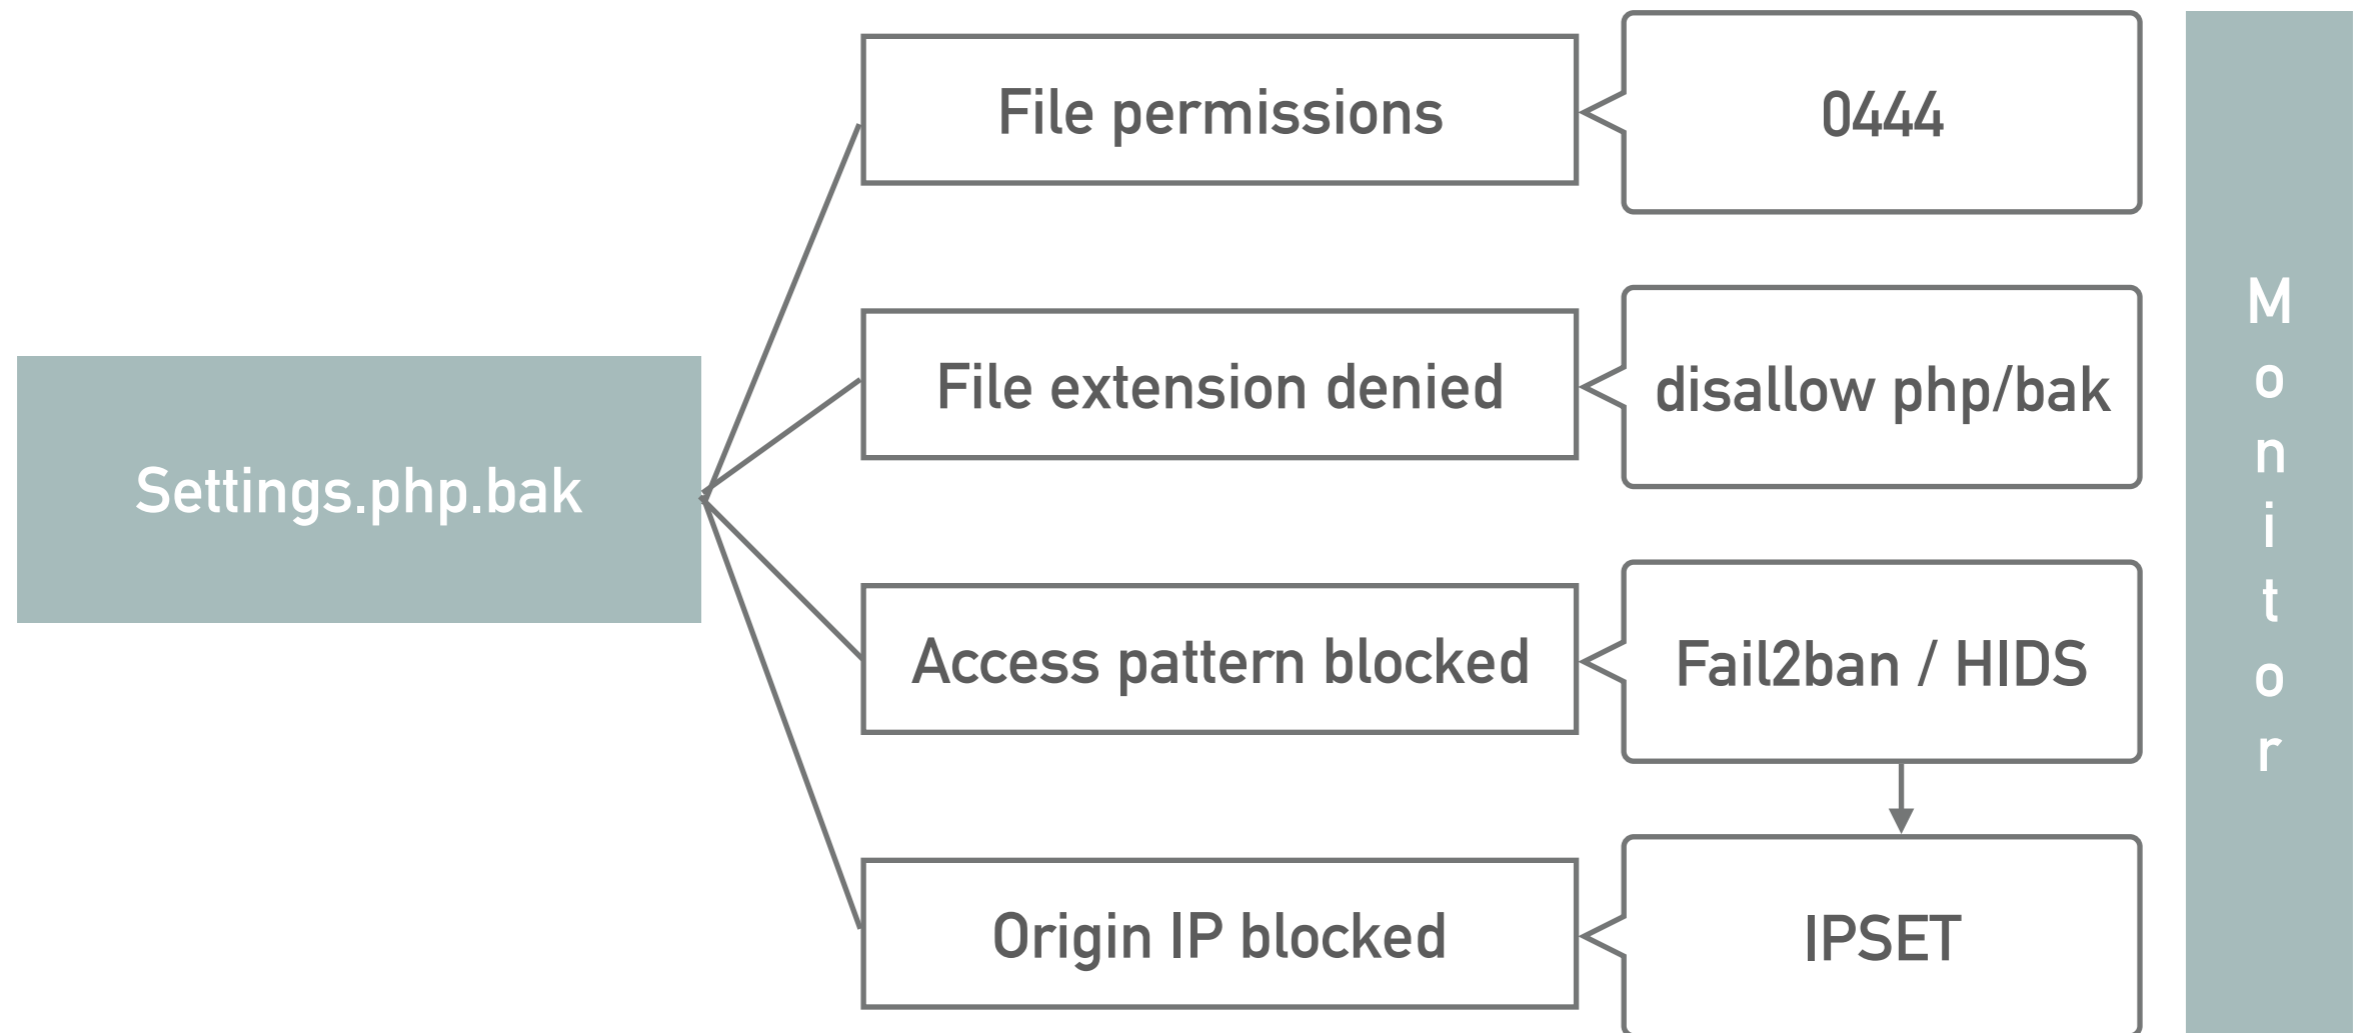 Settings.php.bak
File permissions
0444
File extension denied
disallow php/bak
Access pattern blocked
Fail2ban / HIDS
Origin IP blocked
IPSET
Monitor